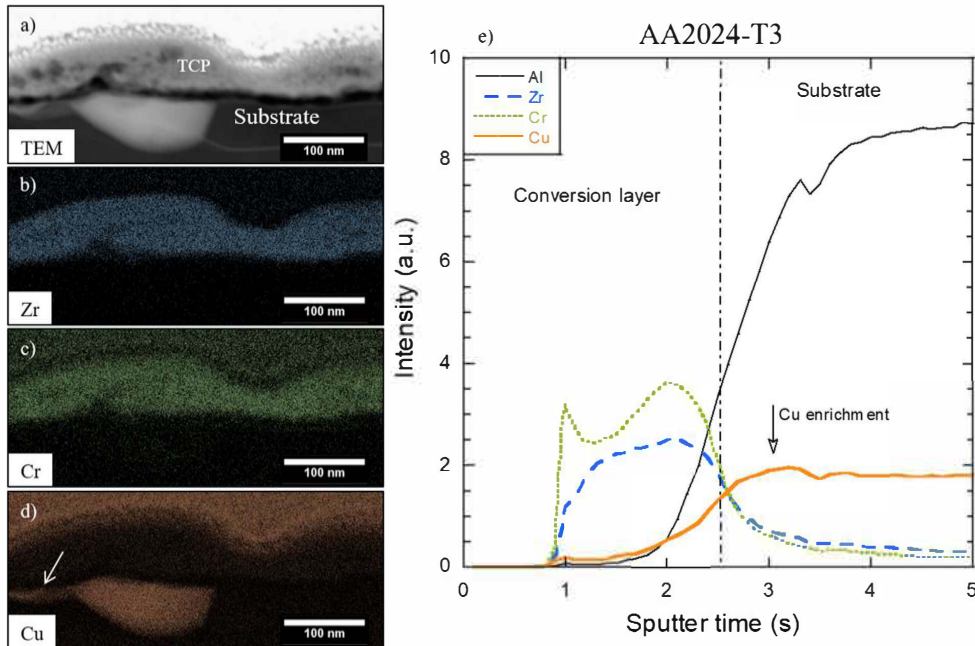 a)
TCP
Substrate
TEM
100 nm
b)
Zr
100 nm
c)
Cr
100 nm
d)
Cu
100 nm
e)
AA2024-T3
Al
Zr
Cr
Cu
Substrate
Conversion layer
Cu enrichment
Intensity (a.u.)
10
8
6
4
2
0
0
1
2
3
4
5
Sputter time (s)